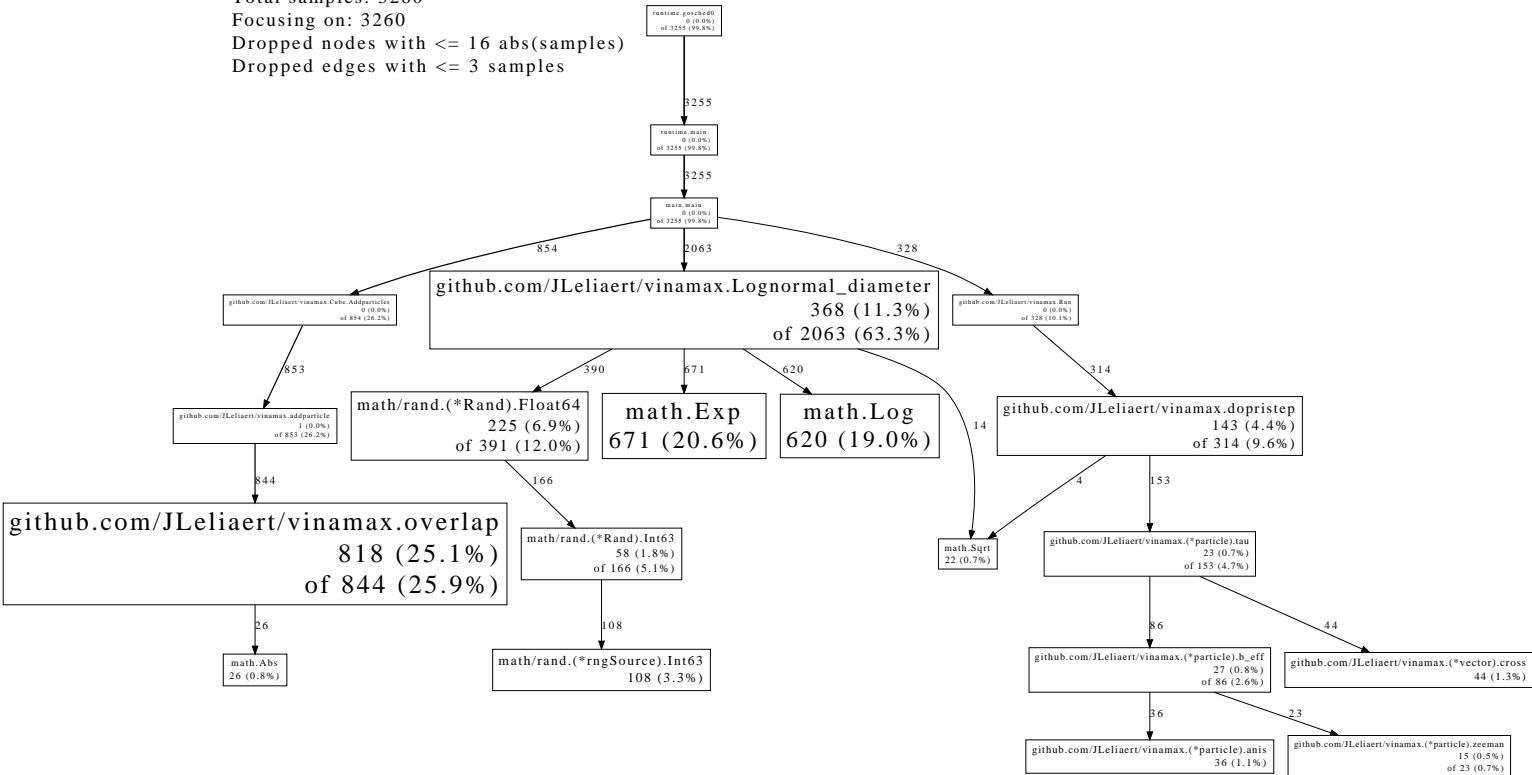 Total samples: 3260
Focusing on: 3260
Dropped nodes with <= 16 abs(samples)
Dropped edges with <= 3 samples
runtime.gosched0
0 (0.0%)
of 3255 (99.8%)
3255
runtime.main
0 (0.0%)
of 3255 (99.8%)
3255
main.main
0 (0.0%)
of 3255 (99.8%)
854
2063
328
github.com/JLeliaert/vinamax.Cube.Addparticles
0 (0.0%)
of 854 (26.2%)
github.com/JLeliaert/vinamax.Lognormal_diameter
368 (11.3%)
of 2063 (63.3%)
github.com/JLeliaert/vinamax.Run
0 (0.0%)
of 328 (10.1%)
853
390
671
620
14
314
github.com/JLeliaert/vinamax.addparticle
1 (0.0%)
of 853 (26.2%)
math/rand.(*Rand).Float64
225 (6.9%)
of 391 (12.0%)
math.Exp
671 (20.6%)
math.Log
620 (19.0%)
github.com/JLeliaert/vinamax.dopristep
143 (4.4%)
of 314 (9.6%)
844
166
4
153
github.com/JLeliaert/vinamax.overlap
818 (25.1%)
of 844 (25.9%)
math/rand.(*Rand).Int63
58 (1.8%)
of 166 (5.1%)
math.Sqrt
22 (0.7%)
github.com/JLeliaert/vinamax.(*particle).tau
23 (0.7%)
of 153 (4.7%)
26
108
86
44
math.Abs
26 (0.8%)
math/rand.(*rngSource).Int63
108 (3.3%)
github.com/JLeliaert/vinamax.(*particle).b_eff
27 (0.8%)
of 86 (2.6%)
github.com/JLeliaert/vinamax.(*vector).cross
44 (1.3%)
36
23
github.com/JLeliaert/vinamax.(*particle).anis
36 (1.1%)
github.com/JLeliaert/vinamax.(*particle).zeeman
15 (0.5%)
of 23 (0.7%)